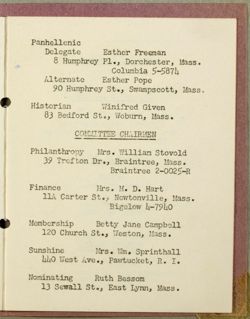 Panhellenic
Delegate Esther Freeman
8 Humphrey Pl., Dorchester, Mass.
Columbia 5-5874
Alternate Esther Pope
90 Humphrey St., Swampscott, Mass.
Historian Winifred Given
83 Bedford St., Woburn, Mass.
COMMITTEE CHAIRMEN
Philanthropy Mrs. William Stovold
39 Trefton Dr., Braintree, Mass.
Braintree 2-0025-R
Finance Mrs. H. D. Hart
11A Carter St., Newtonville, Mass.
Bigelow 4-7940
Membership Betty Jane Campbell
120 Church St., Weston, Mass.
Sunshine Mrs. Wm. Sprinthall
440 West Ave., Pawtucket, R. I.
Nominating Ruth Bassom
13 Sewall St., East Lynn, Mass.